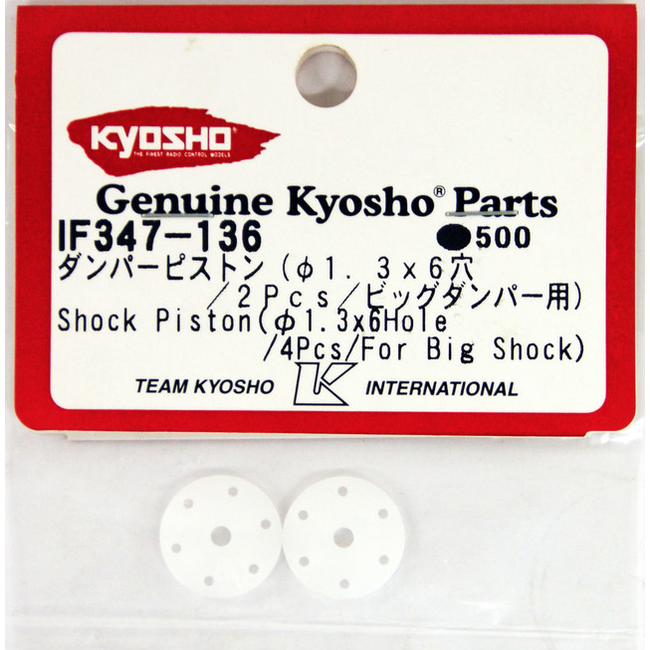 KYOSHO
THE FINEST RADIO CONTROL MODELS
Genuine Kyosho® Parts
IF347-136 ●500
ダンパーピストン(φ1.3x6穴
/2Pcs/ビッグダンパー用)
Shock Piston(φ1.3x6Hole
/4Pcs/For Big Shock)
TEAM KYOSHO K INTERNATIONAL